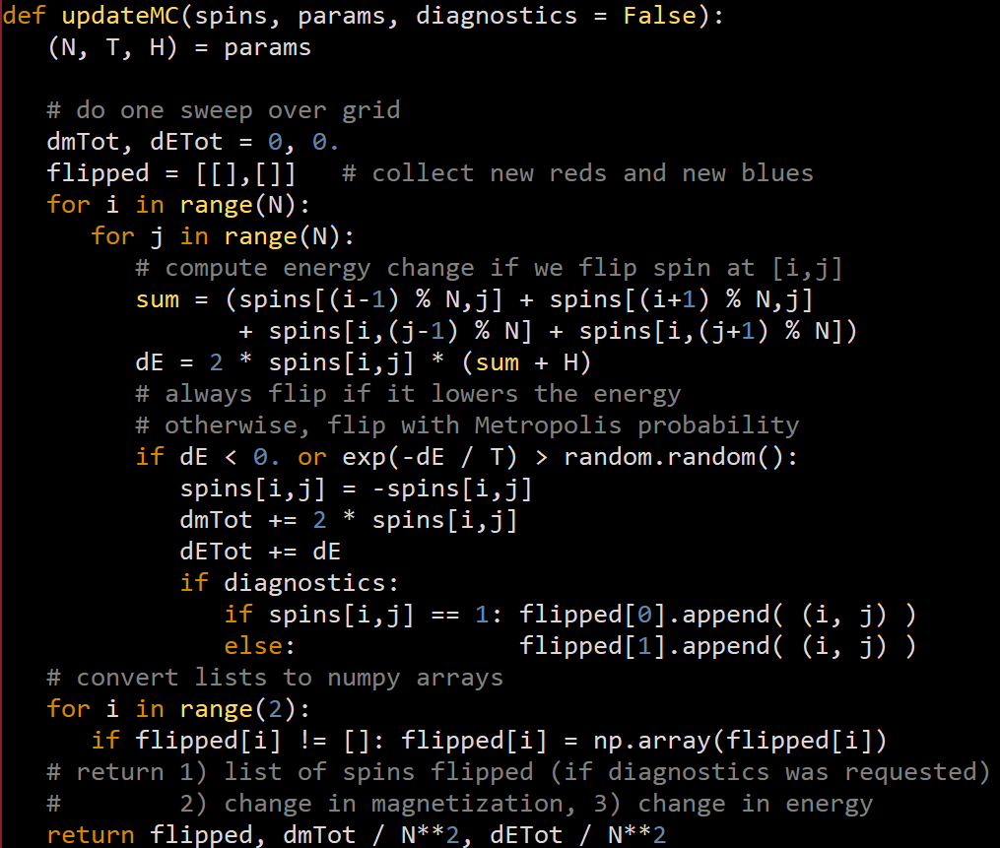 def updateMC(spins, params, diagnostics = False):
   (N, T, H) = params

   # do one sweep over grid
   dmTot, dETot = 0, 0.
   flipped = [[],[]]   # collect new reds and new blues
   for i in range(N):
      for j in range(N):
         # compute energy change if we flip spin at [i,j]
         sum = (spins[(i-1) % N,j] + spins[(i+1) % N,j]
                + spins[i,(j-1) % N] + spins[i,(j+1) % N])
         dE = 2 * spins[i,j] * (sum + H)
         # always flip if it lowers the energy
         # otherwise, flip with Metropolis probability
         if dE < 0. or exp(-dE / T) > random.random():
            spins[i,j] = -spins[i,j]
            dmTot += 2 * spins[i,j]
            dETot += dE
            if diagnostics:
               if spins[i,j] == 1: flipped[0].append( (i, j) )
               else:               flipped[1].append( (i, j) )
   # convert lists to numpy arrays
   for i in range(2):
      if flipped[i] != []: flipped[i] = np.array(flipped[i])
   # return 1) list of spins flipped (if diagnostics was requested)
   #        2) change in magnetization, 3) change in energy
   return flipped, dmTot / N**2, dETot / N**2